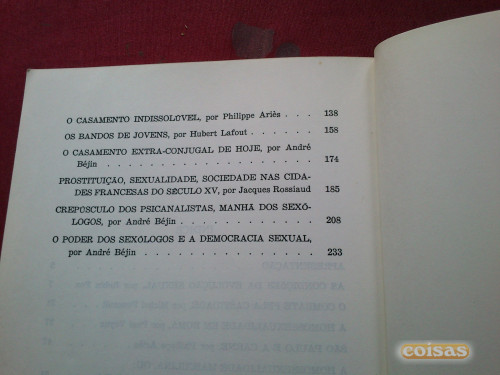 O CASAMENTO INDISSOLÚVEL, por Philippe Ariès . . . 138
OS BANDOS DE JOVENS, por Hubert Lafout . . . . . . 158
O CASAMENTO EXTRA-CONJUGAL DE HOJE, por André
Béjin . . . . . . . . . . . . . . . 174
PROSTITUIÇÃO, SEXUALIDADE, SOCIEDADE NAS CIDA-
DES FRANCESAS DO SÉCULO XV, por Jacques Rossiaud 185
CREPÚSCULO DOS PSICANALISTAS, MANHÃ DOS SEXÓ-
LOGOS, por André Béjin . . . . . . . . . . 208
O PODER DOS SEXÓLOGOS E A DEMOCRACIA SEXUAL,
por André Béjin . . . . . . . . . . . . 233
coisas